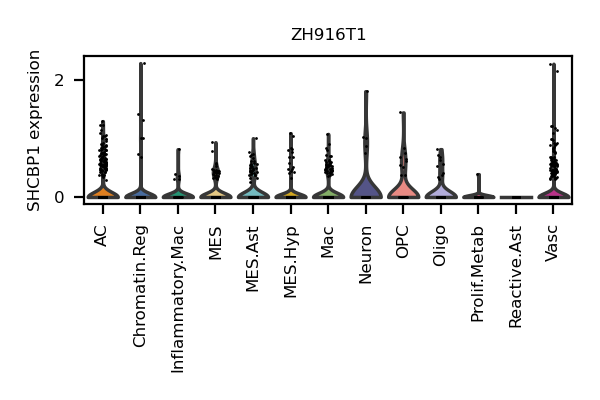 ZH916T1
SHCBP1 expression
2
0
AC
Chromatin.Reg
Inflammatory.Mac
MES
MES.Ast
MES.Hyp
Mac
Neuron
OPC
Oligo
Prolif.Metab
Reactive.Ast
Vasc